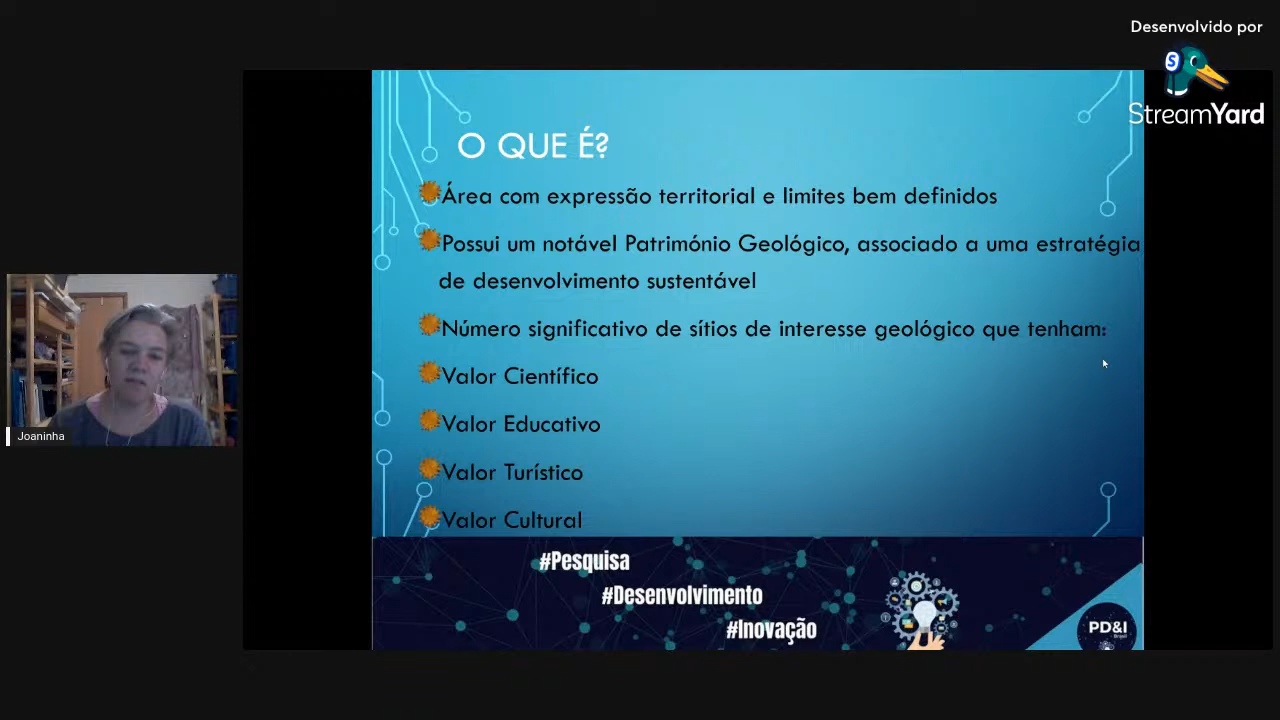 Desenvolvido por
StreamYard
O QUE É?
Área com expressão territorial e limites bem definidos
Possui um notável Património Geológico, associado a uma estratégia
de desenvolvimento sustentável
Número significativo de sítios de interesse geológico que tenham:
Valor Científico
Valor Educativo
Valor Turístico
Valor Cultural
Joaninha
#Pesquisa
#Desenvolvimento
#Inovação
PD&I
Brasil